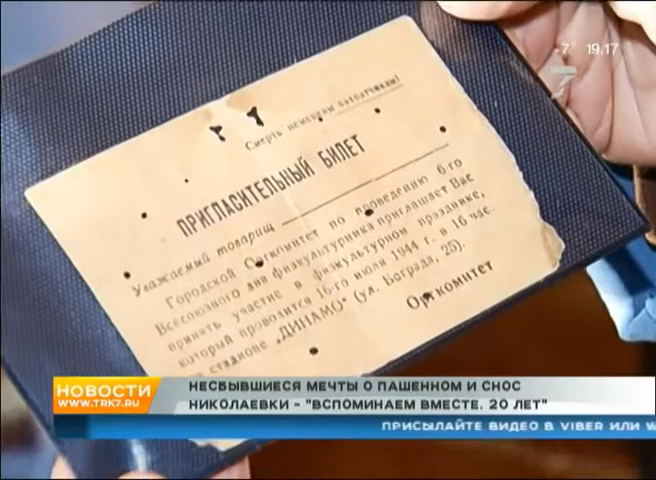 -7° 19:17
7
Смерть немецким захватчикам!
ПРИГЛАСИТЕЛЬНЫЙ БИЛЕТ
Уважаемый товарищ
Городской Оргкомитет по проведению 6-го
Всесоюзного дня физкультурника приглашает Вас
принять участие в физкультурном празднике,
который проводится 16-го июля 1944 г. в 16 час.
на стадионе „ДИНАМО" (ул. Бограда, 25).
Оргкомитет
НОВОСТИ
WWW.TRK7.RU
НЕСБЫВШИЕСЯ МЕЧТЫ О ПАШЕННОМ И СНОС
НИКОЛАЕВКИ - "ВСПОМИНАЕМ ВМЕСТЕ. 20 ЛЕТ"
ПРИСЫЛАЙТЕ ВИДЕО В VIBER ИЛИ